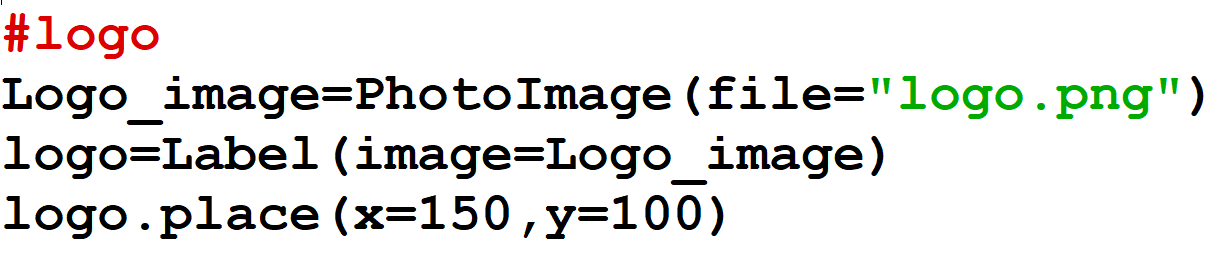 #logo
Logo_image=PhotoImage(file="logo.png")
logo=Label(image=Logo_image)
logo.place(x=150,y=100)